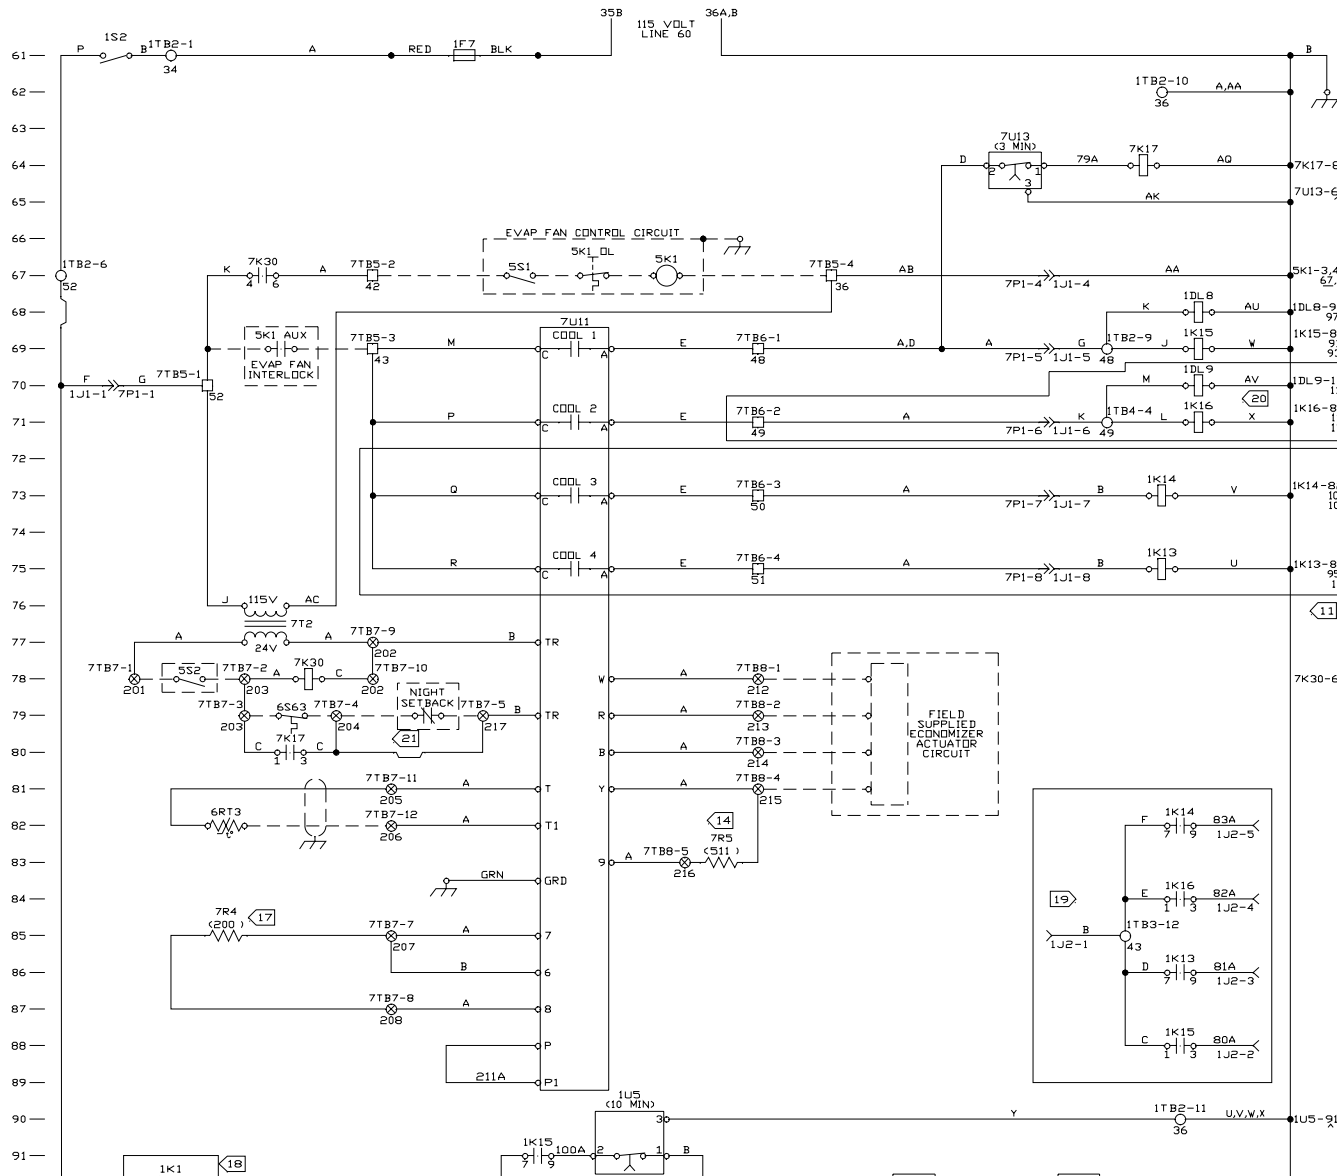 35B 36A,B
115 VOLT
LINE 60
61 P 1S2 B 1TB2-1 A RED 1F7 BLK B
34
62 1TB2-10 A,AA
36
63
7U13
(3 MIN)
64 D 2 1 79A 7K17 AQ 7K17-8
3
65 AK 7U13-6
66 EVAP FAN CONTROL CIRCUIT
5K1 OL
67 1TB2-6 K 7K30 A 7TB5-2 5S1 5K1 7TB5-4 AB AA 5K1-3,4
52 4 6 42 36 7P1-4 1J1-4 67,
68 K 1DL8 AU 1DL8-9
97
7U11
69 5K1 AUX 7TB5-3 M COOL 1 E 7TB6-1 A,D A G 1TB2-9 J 1K15 W 1K15-8
43 C A 48 7P1-5 1J1-5 48
EVAP FAN
INTERLOCK
70 F G 7TB5-1 M 1DL9 AV 1DL9-1
1J1-1 7P1-1 52 20
71 P COOL 2 E 7TB6-2 A K 1TB4-4 L 1K16 X 1K16-8
C A 49 7P1-6 1J1-6 49
72
73 Q COOL 3 E 7TB6-3 A B 1K14 V 1K14-8
C A 50 7P1-7 1J1-7 10
10
74
75 R COOL 4 E 7TB6-4 A B 1K13 U 1K13-8
C A 51 7P1-8 1J1-8 95
76 J 115V AC 11
7T2
77 A 24V A 7TB7-9 B TR
202
78 7TB7-1 5S2 7TB7-2 A 7K30 C 7TB7-10 W A 7TB8-1 7K30-6
201 203 202 212
NIGHT
SETBACK
79 7TB7-3 6S63 7TB7-4 7TB7-5 B TR R A 7TB8-2
203 204 217 213
FIELD
SUPPLIED
ECONOMIZER
ACTUATOR
CIRCUIT
80 C 7K17 C 21 B A 7TB8-3
1 3 214
81 7TB7-11 A T Y A 7TB8-4
205 215
82 6RT3 7TB7-12 A T1 14 F 1K14 83A
t° 206 7 9 1J2-5
83 9 A 7TB8-5 7R5
(511)
216
GRN GRD
84 19 E 1K16 82A
1 3 1J2-4
85 7R4 17 7TB7-7 A 7 B 1TB3-12
(200 ) 207 1J2-1 43
86 B 6 D 1K13 81A
7 9 1J2-3
87 7TB7-8 A 8
208
88 P C 1K15 80A
1 3 1J2-2
89 211A P1
1U5
(10 MIN)
90 3 Y 1TB2-11 U,V,W,X 1U5-91
36
91 1K1 18 1K15 100A 2 1 B
7 9